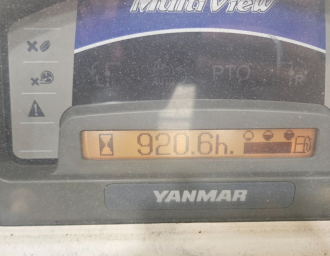 MultiView
PTO
920.6h.
YANMAR